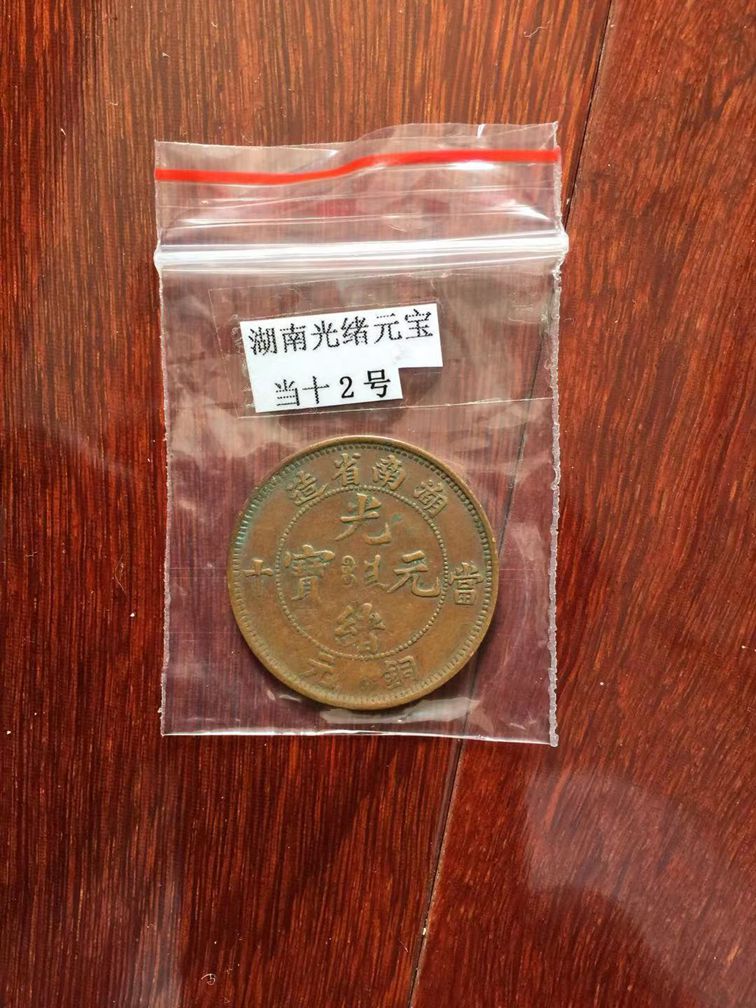 湖南光绪元宝
当十2号
湖南省造
光緒元寶
當十
銅元